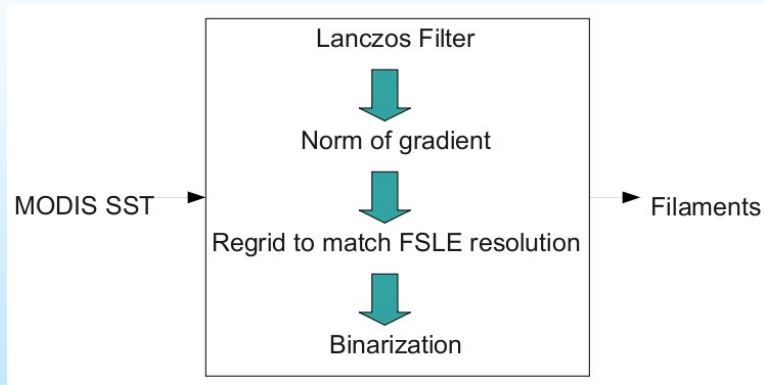 Lanczos Filter
Norm of gradient
MODIS SST
Filaments
Regrid to match FSLE resolution
Binarization